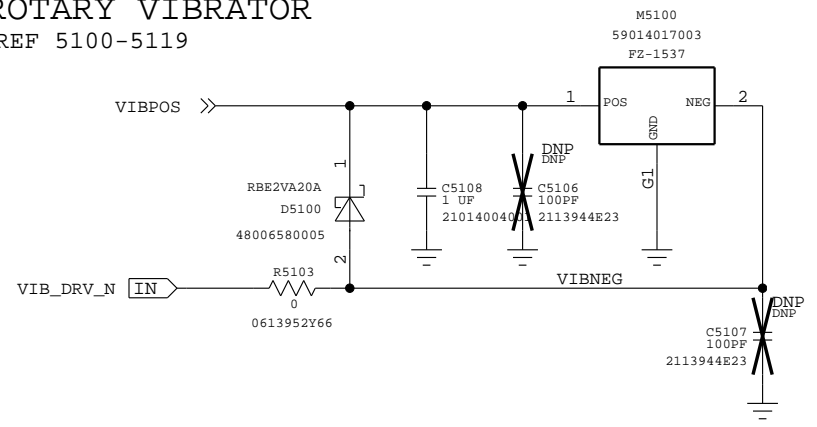 ROTARY VIBRATOR
REF 5100-5119
M5100
59014017003
FZ-1537
VIBPOS
1
POS
NEG
2
GND
G1
1
RBE2VA20A
D5100
48006580005
2
C5108
1 UF
21014004001
DNP
DNP
C5106
100PF
2113944E23
VIB_DRV_N
IN
R5103
0
0613952Y66
VIBNEG
DNP
DNP
C5107
100PF
2113944E23